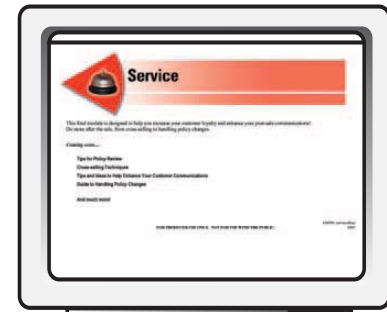 Service
This final module is designed to help you increase your customer loyalty and enhance your post-sale communications!
Do more after the sale, from cross-selling to handling policy changes.
Coming soon...
Tips for Policy Review
Cross-selling Techniques
Tips and Ideas to Help Enhance Your Customer Communications
Guide to Handling Policy Changes
And much more!
FOR PRODUCER USE ONLY. NOT FOR USE WITH THE PUBLIC.